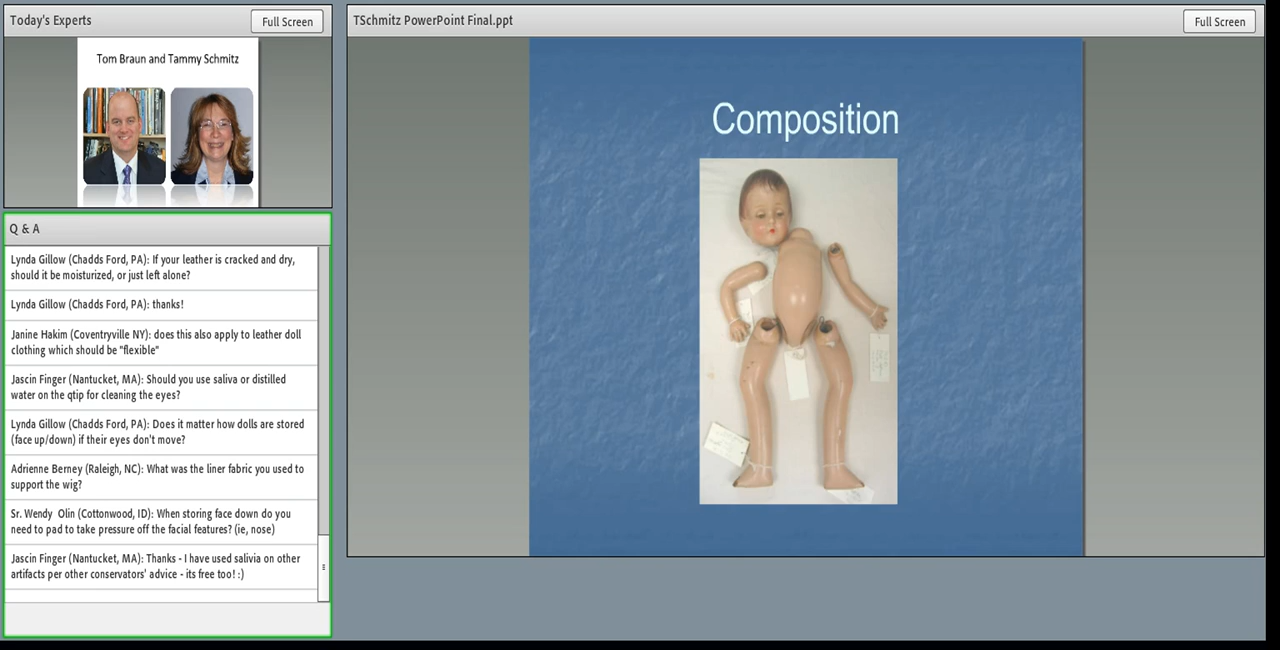 Today's Experts
Full Screen
Tom Braun and Tammy Schmitz
Q & A
Lynda Gillow (Chadds Ford, PA): If your leather is cracked and dry,
should it be moisturized, or just left alone?
Lynda Gillow (Chadds Ford, PA): thanks!
Janine Hakim (Coventryville NY): does this also apply to leather doll
clothing which should be "flexible"
Jascin Finger (Nantucket, MA): Should you use saliva or distilled
water on the qtip for cleaning the eyes?
Lynda Gillow (Chadds Ford, PA): Does it matter how dolls are stored
(face up/down) if their eyes don't move?
Adrienne Berney (Raleigh, NC): What was the liner fabric you used to
support the wig?
Sr. Wendy  Olin (Cottonwood, ID): When storing face down do you
need to pad to take pressure off the facial features? (ie, nose)
Jascin Finger (Nantucket, MA): Thanks - I have used salivia on other
artifacts per other conservators' advice - its free too! :)
TSchmitz PowerPoint Final.ppt
Full Screen
Composition